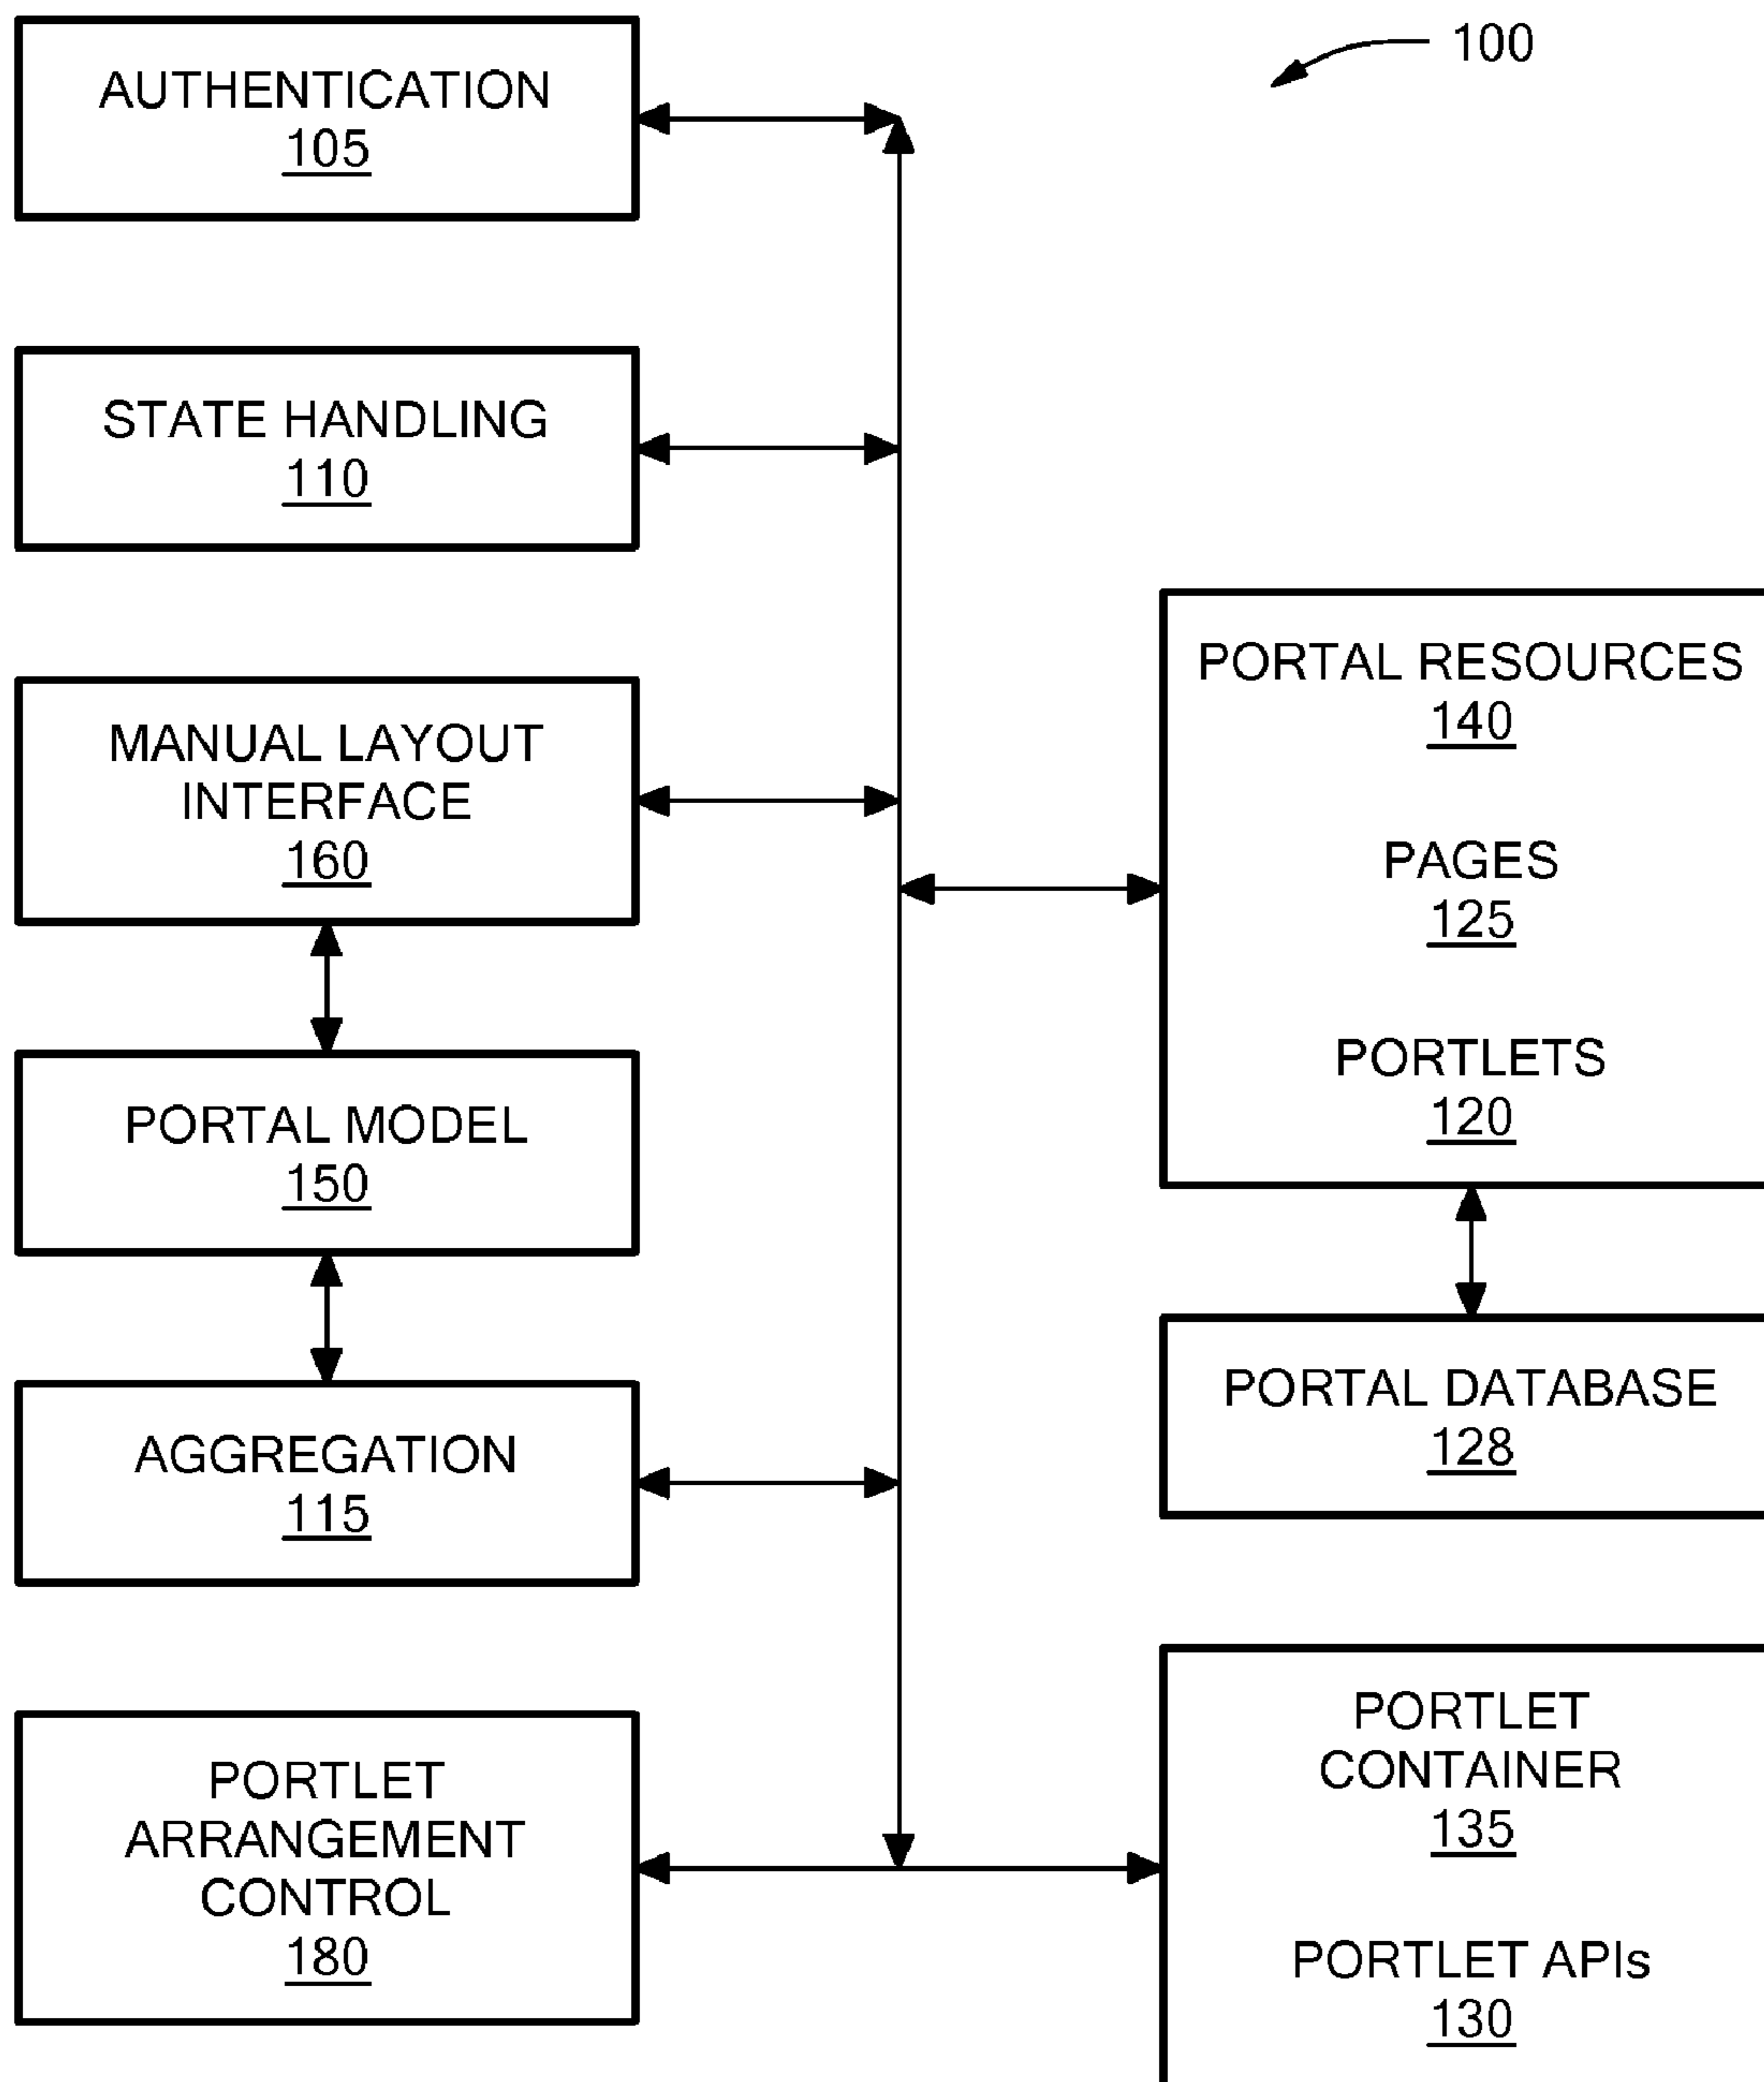 100
AUTHENTICATION
105
STATE HANDLING
110
MANUAL LAYOUT
INTERFACE
160
PORTAL MODEL
150
AGGREGATION
115
PORTLET
ARRANGEMENT
CONTROL
180
PORTAL RESOURCES
140
PAGES
125
PORTLETS
120
PORTAL DATABASE
128
PORTLET
CONTAINER
135
PORTLET APIs
130